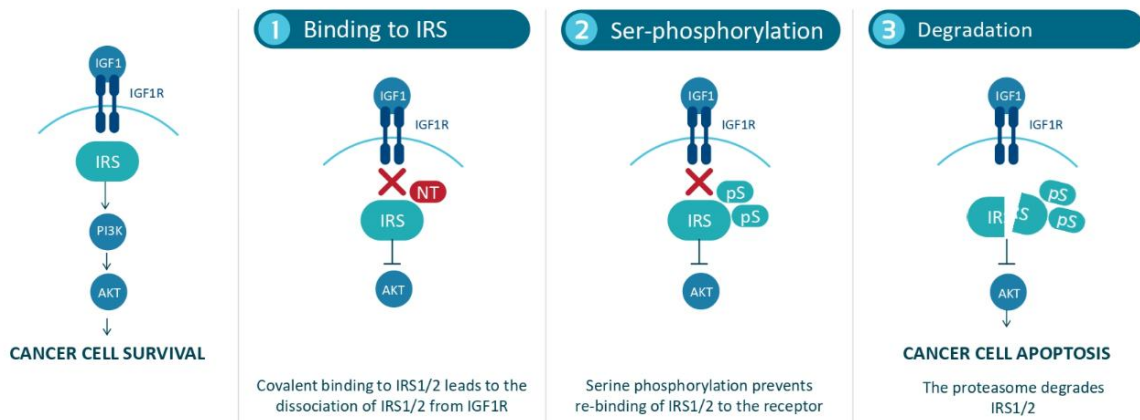 IGF1
IGF1R
IRS
PI3K
AKT
CANCER CELL SURVIVAL
1 Binding to IRS
IGF1
IGF1R
NT
IRS
AKT
Covalent binding to IRS1/2 leads to the
dissociation of IRS1/2 from IGF1R
2 Ser-phosphorylation
IGF1
IGF1R
pS
IRS
pS
AKT
Serine phosphorylation prevents
re-binding of IRS1/2 to the receptor
3 Degradation
IGF1
IGF1R
pS
IRS
pS
AKT
CANCER CELL APOPTOSIS
The proteasome degrades
IRS1/2